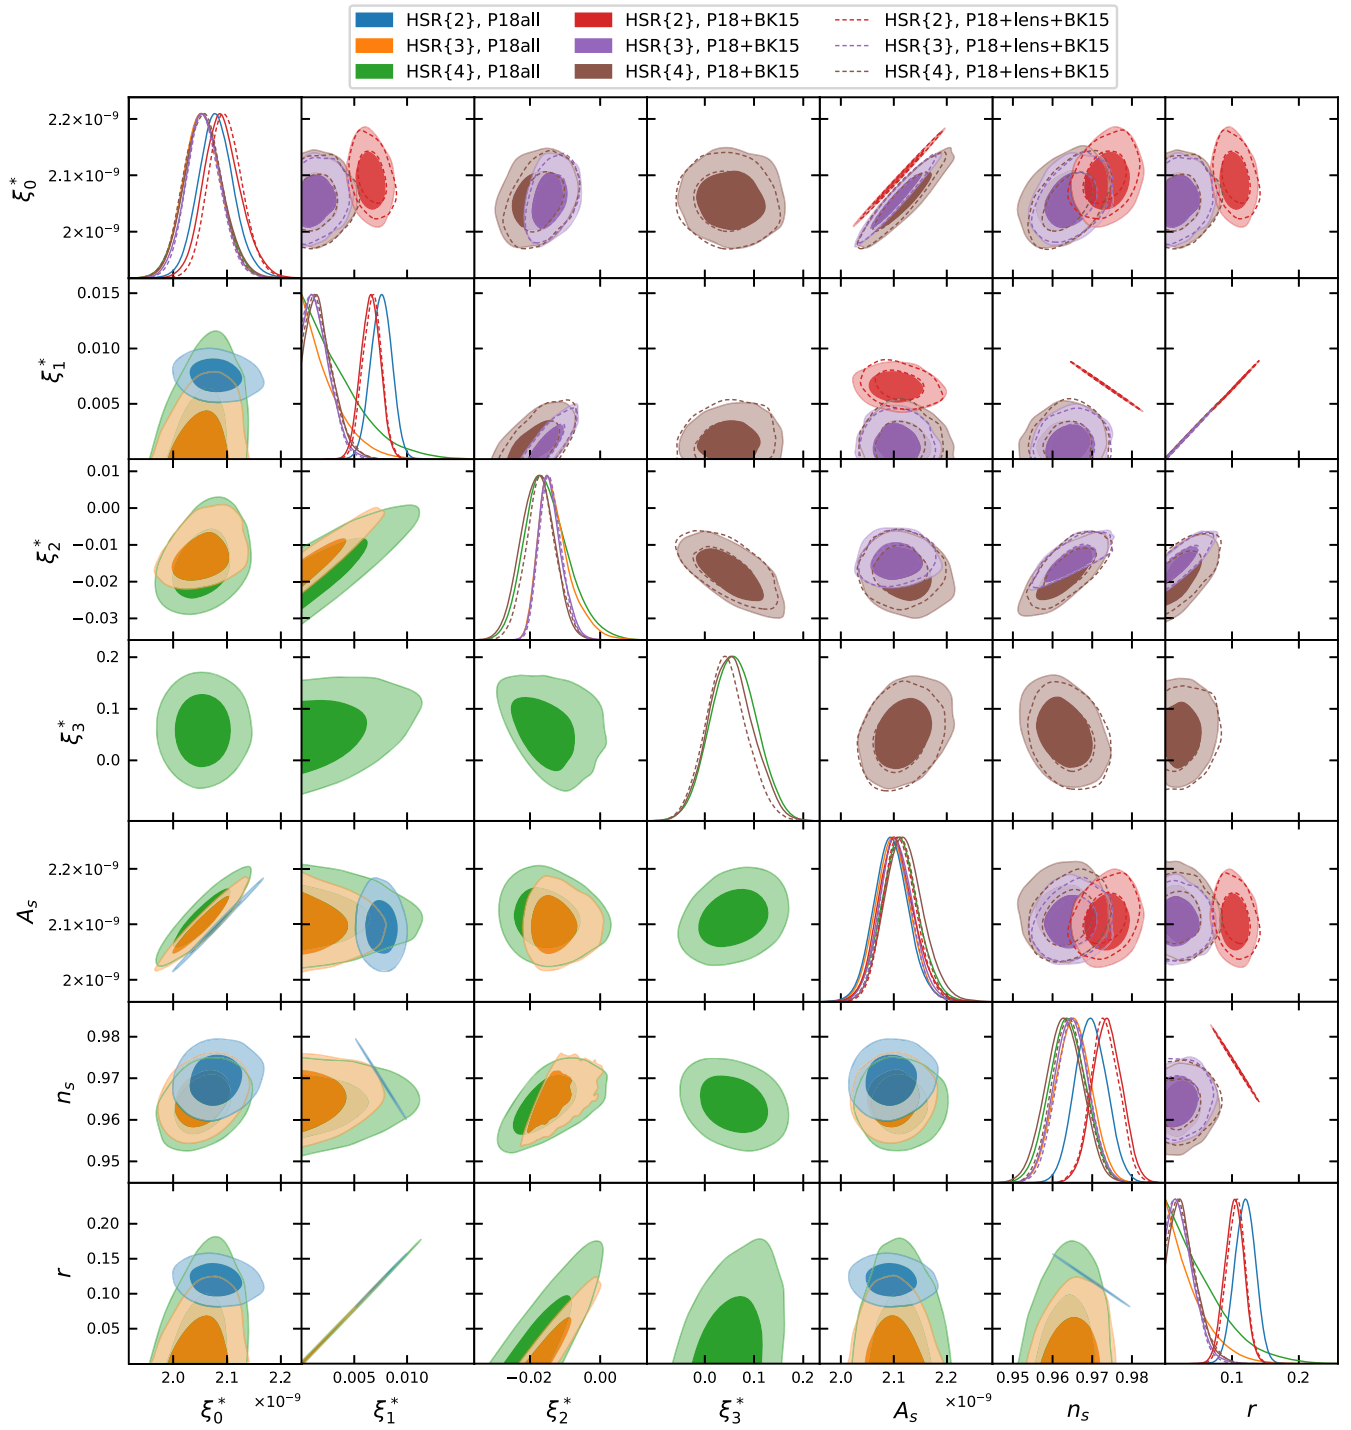 HSR{2}, P18all HSR{2}, P18+BK15 HSR{2}, P18+lens+BK15
HSR{3}, P18all HSR{3}, P18+BK15 HSR{3}, P18+lens+BK15
HSR{4}, P18all HSR{4}, P18+BK15 HSR{4}, P18+lens+BK15
2.2×10⁻⁹
2.1×10⁻⁹
2×10⁻⁹
ξ₀*
0.015
0.010
0.005
ξ₁*
0.01
0.00
−0.01
−0.02
−0.03
ξ₂*
0.2
0.1
0.0
ξ₃*
2.2×10⁻⁹
2.1×10⁻⁹
2×10⁻⁹
A_s
0.98
0.97
0.96
0.95
n_s
0.20
0.15
0.10
0.05
r
2.0 2.1 2.2 0.005 0.010 −0.02 0.00 0.0 0.1 0.2 2.0 2.1 2.2 0.95 0.96 0.97 0.98 0.1 0.2
×10⁻⁹ ×10⁻⁹
ξ₀* ξ₁* ξ₂* ξ₃* A_s n_s r